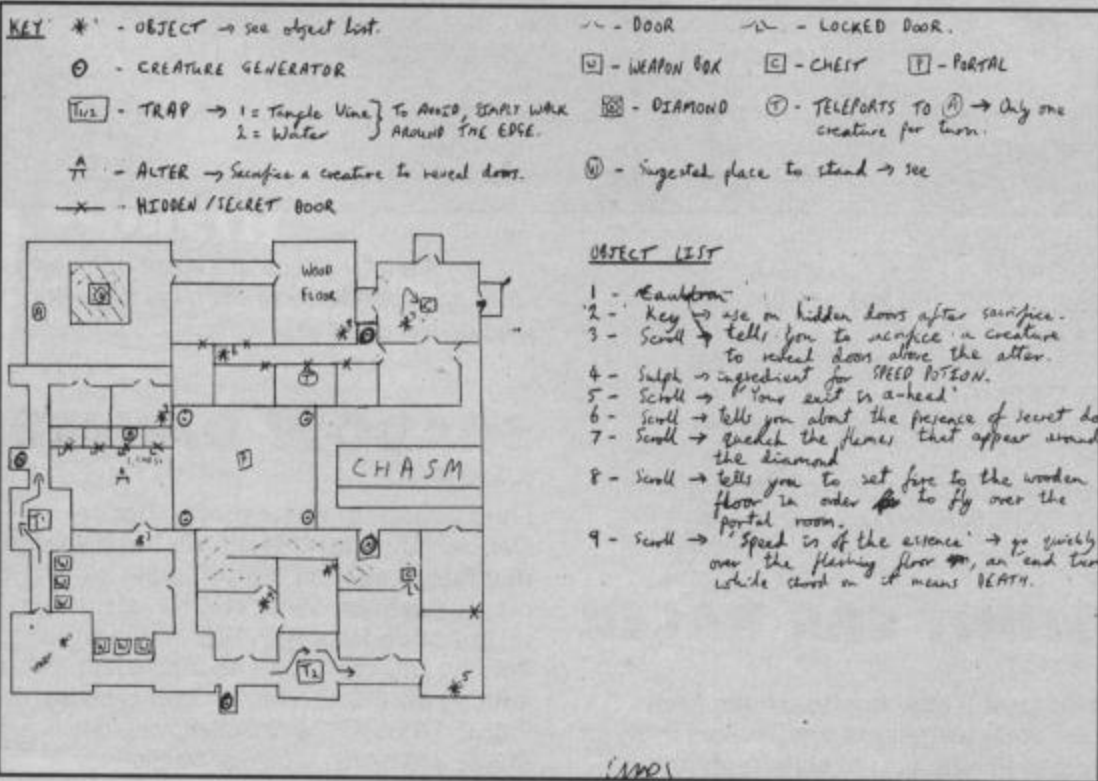 KEY * - OBJECT → see object list.
⊙ - CREATURE GENERATOR
TN2 - TRAP → 1 = Tangle Vine } TO AVOID, SIMPLY WALK
2 = Water } AROUND THE EDGE.
A - ALTER → Sacrifice a creature to reveal doors.
-x- - HIDDEN / SECRET DOOR
- DOOR - L - LOCKED DOOR.
W - WEAPON BOX C - CHEST P - PORTAL
- DIAMOND T - TELEPORTS TO A → Only one
creature per turn.
W - Sugested place to stand → see
OBJECT LIST
1 - Cauldron
2 - Key → use on hidden doors after sacrifice.
3 - Scroll → tells you to sacrifice a creature
to reveal doors above the alter.
4 - Sulph → ingredient for SPEED POTION.
5 - Scroll → "Your exit is a-head"
6 - Scroll → tells you about the presence of secret do
7 - Scroll → quench the flames that appear around
the diamond
8 - Scroll → tells you to set fire to the wooden
floor in order to fly over the
portal room.
9 - Scroll → 'Speed is of the essence' → go quickly
over the flashing floor, an end turn
while stood on it means DEATH.
WOOD
FLOOR
A
C
T
P
CHASM
A
T1
W
W
W
W W W
C
T2
5